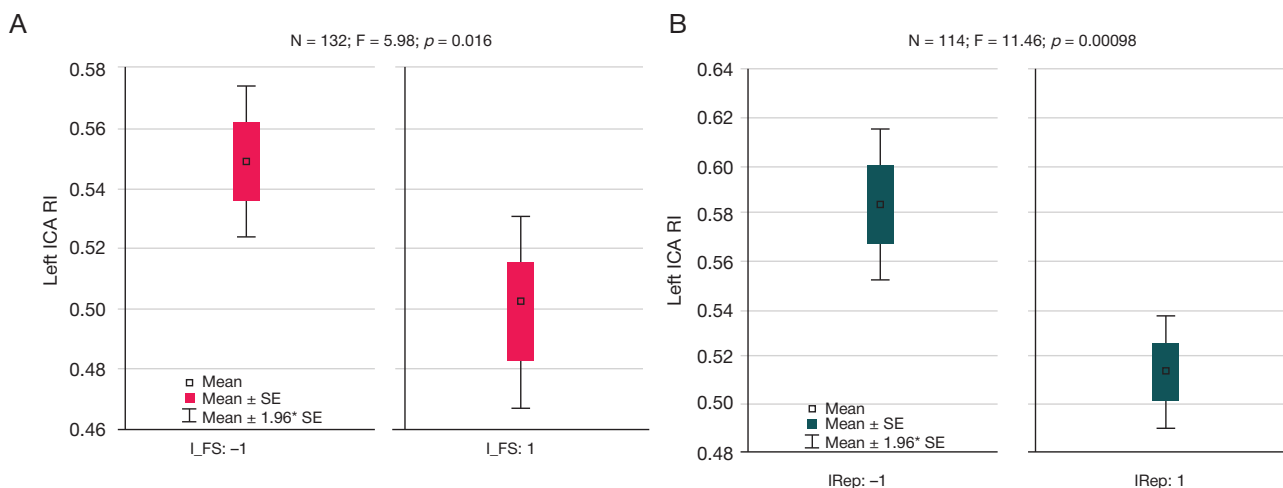 A
N = 132; F = 5.98; p = 0.016
Left ICA RI
0.58
0.56
0.54
0.52
0.50
0.48
0.46
Mean
Mean ± SE
Mean ± 1.96* SE
I_FS: –1
I_FS: 1
B
N = 114; F = 11.46; p = 0.00098
Left ICA RI
0.64
0.62
0.60
0.58
0.56
0.54
0.52
0.50
0.48
Mean
Mean ± SE
Mean ± 1.96* SE
IRep: –1
IRep: 1